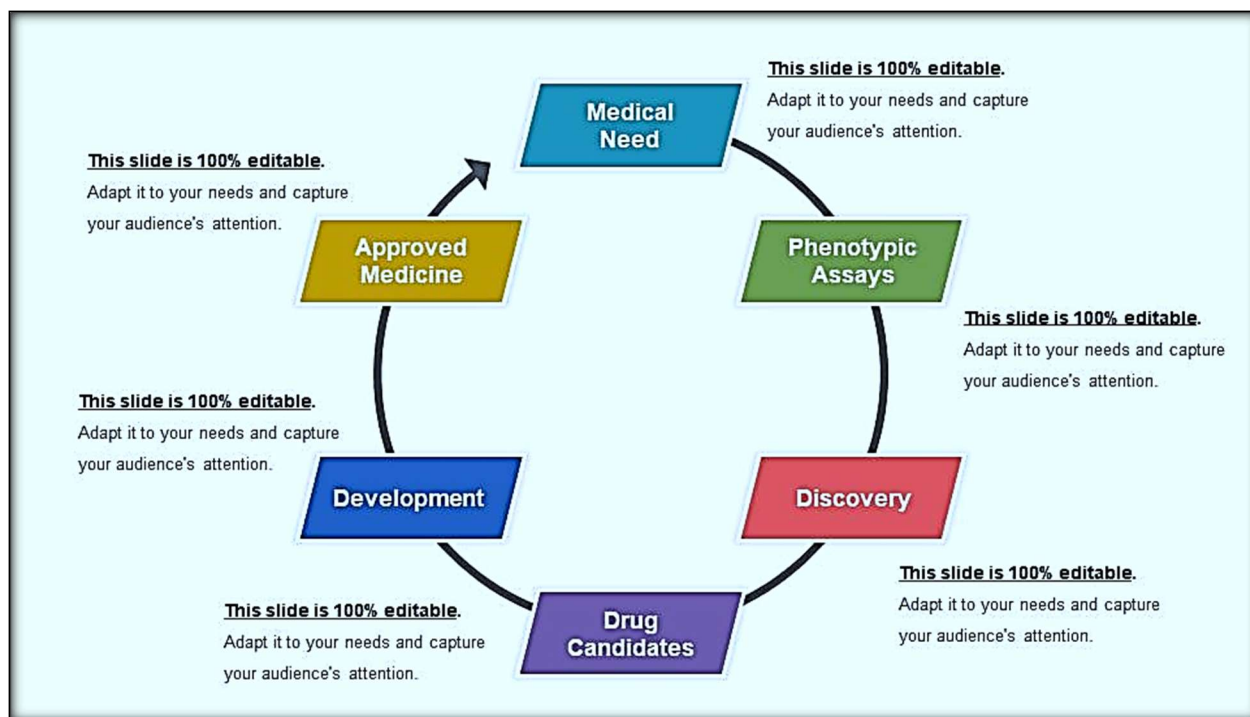 Medical
Need
This slide is 100% editable.
Adapt it to your needs and capture
your audience's attention.
Phenotypic
Assays
This slide is 100% editable.
Adapt it to your needs and capture
your audience's attention.
Discovery
This slide is 100% editable.
Adapt it to your needs and capture
your audience's attention.
Drug
Candidates
This slide is 100% editable.
Adapt it to your needs and capture
your audience's attention.
Development
This slide is 100% editable.
Adapt it to your needs and capture
your audience's attention.
Approved
Medicine
This slide is 100% editable.
Adapt it to your needs and capture
your audience's attention.